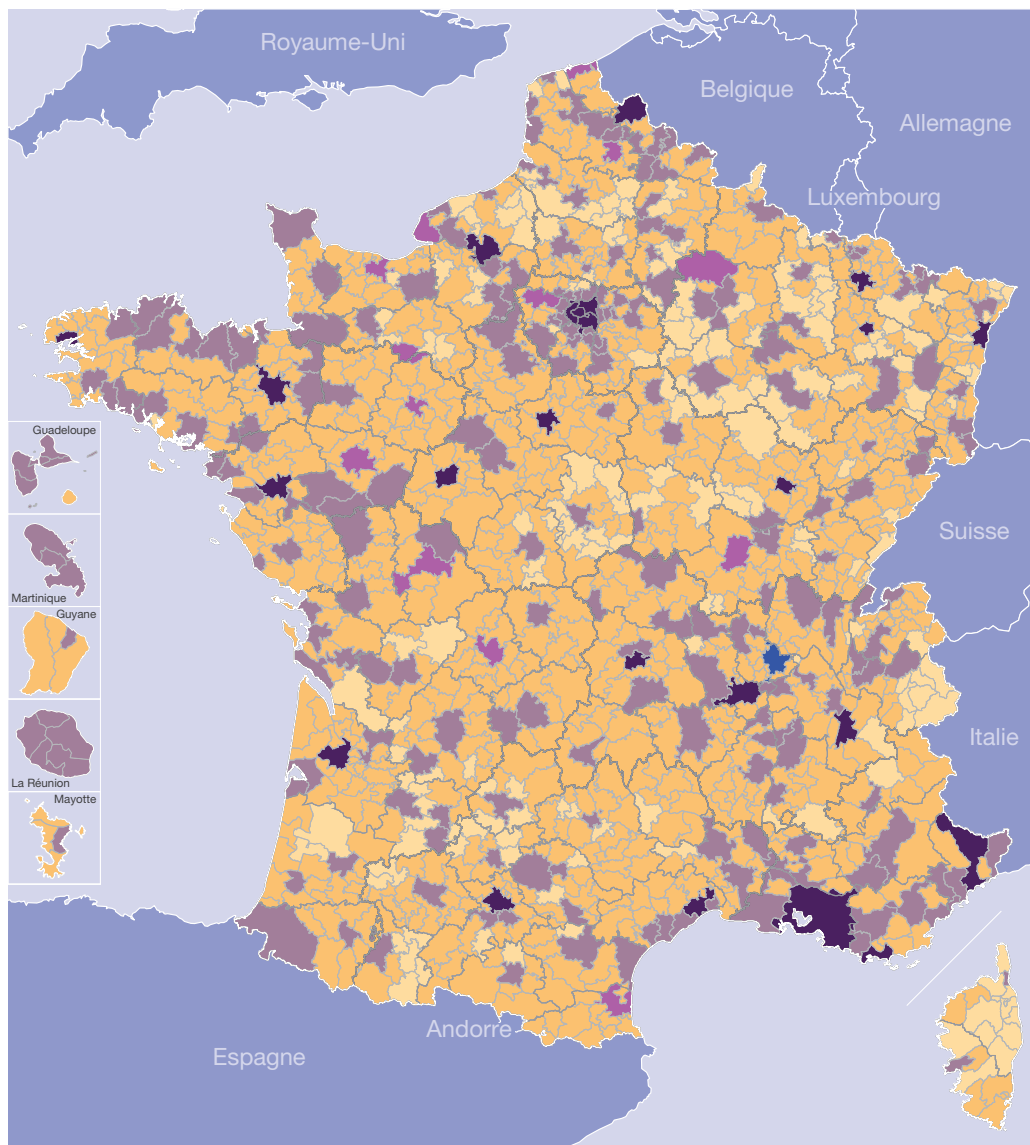 Royaume-Uni
Belgique
Allemagne
Luxembourg
Guadeloupe
Martinique
Suisse
Guyane
La Réunion
Italie
Mayotte
Andorre
Espagne